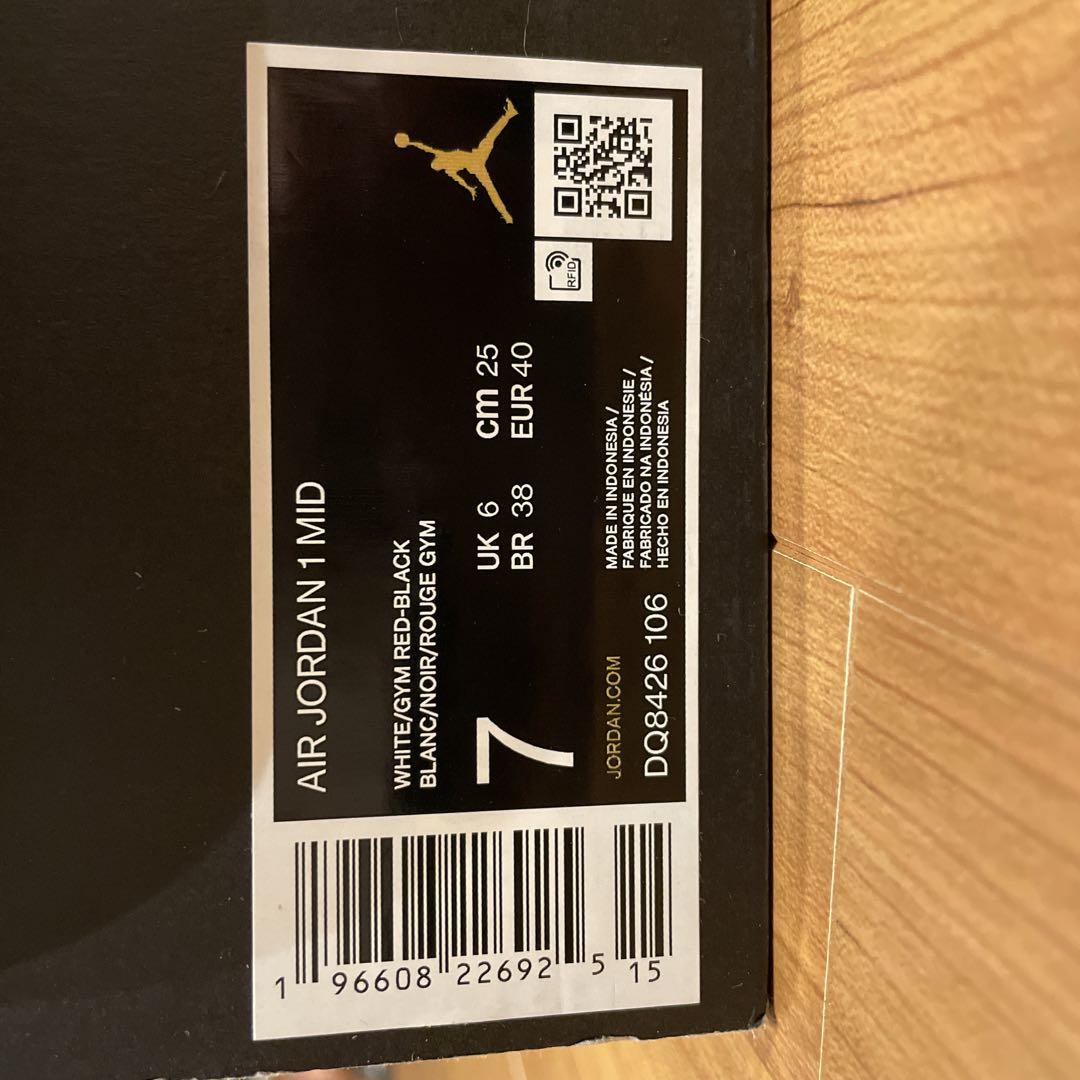 AIR JORDAN 1 MID
WHITE/GYM RED-BLACK
BLANC/NOIR/ROUGE GYM
7
UK 6 cm 25
BR 38 EUR 40
RFID
JORDAN.COM
DQ8426 106
MADE IN INDONESIA/
FABRIQUE EN INDONESIE /
FABRICADO NA INDONÉSIA /
HECHO EN INDONESIA
1 96608 22692 5 15